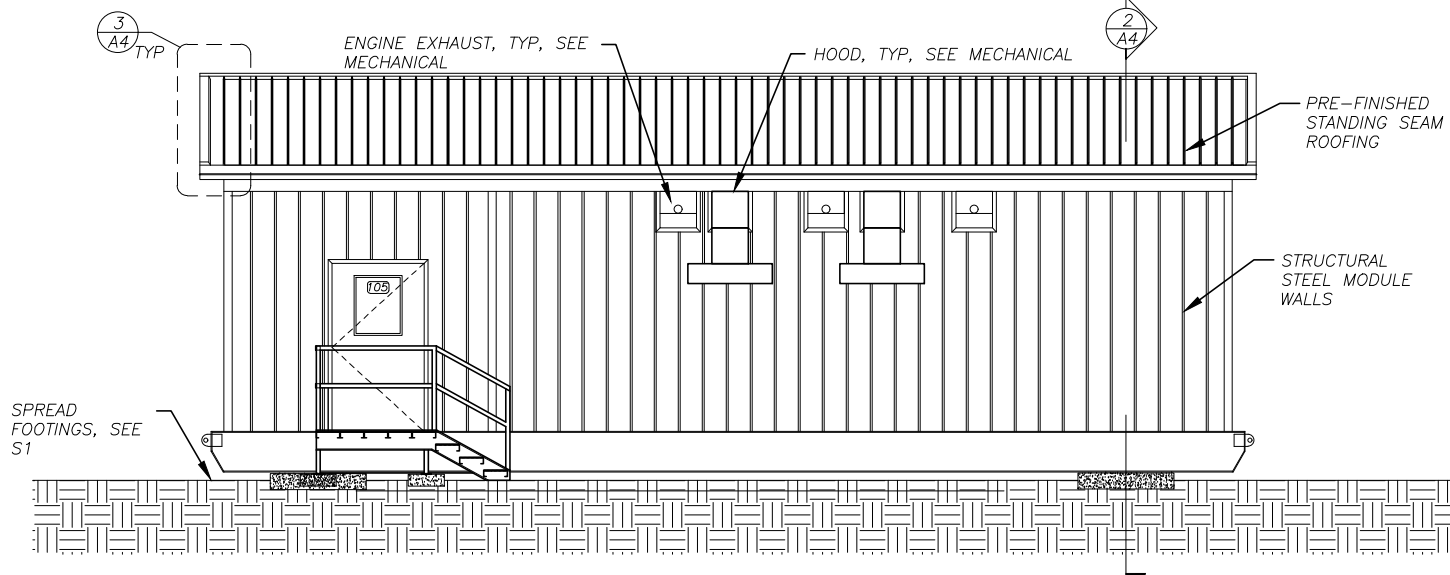 3
A4
TYP
ENGINE EXHAUST, TYP, SEE
MECHANICAL
HOOD, TYP, SEE MECHANICAL
2
A4
PRE-FINISHED
STANDING SEAM
ROOFING
105
STRUCTURAL
STEEL MODULE
WALLS
SPREAD
FOOTINGS, SEE
S1